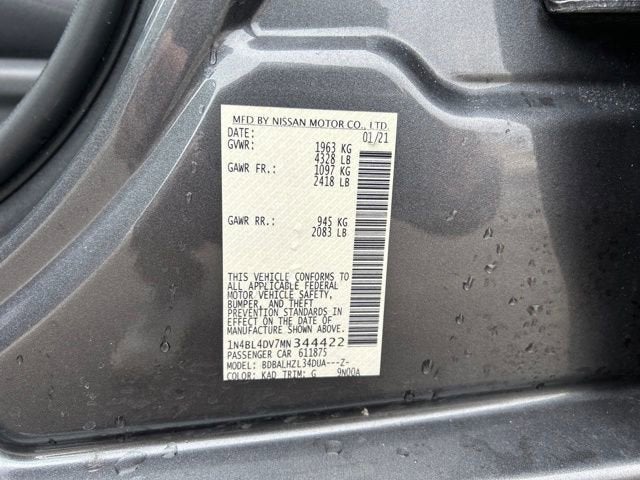 MFD BY NISSAN MOTOR CO., LTD.
DATE: 01/21
GVWR: 1963 KG
4328 LB
GAWR FR.: 1097 KG
2418 LB
GAWR RR.: 945 KG
2083 LB
THIS VEHICLE CONFORMS TO
ALL APPLICABLE FEDERAL
MOTOR VEHICLE SAFETY,
BUMPER, AND THEFT
PREVENTION STANDARDS IN
EFFECT ON THE DATE OF
MANUFACTURE SHOWN ABOVE.
1N4BL4DV7MN344422
PASSENGER CAR 611875
MODEL: BDBALHZL34DUA---Z-
COLOR: KAD TRIM: G 9N00A